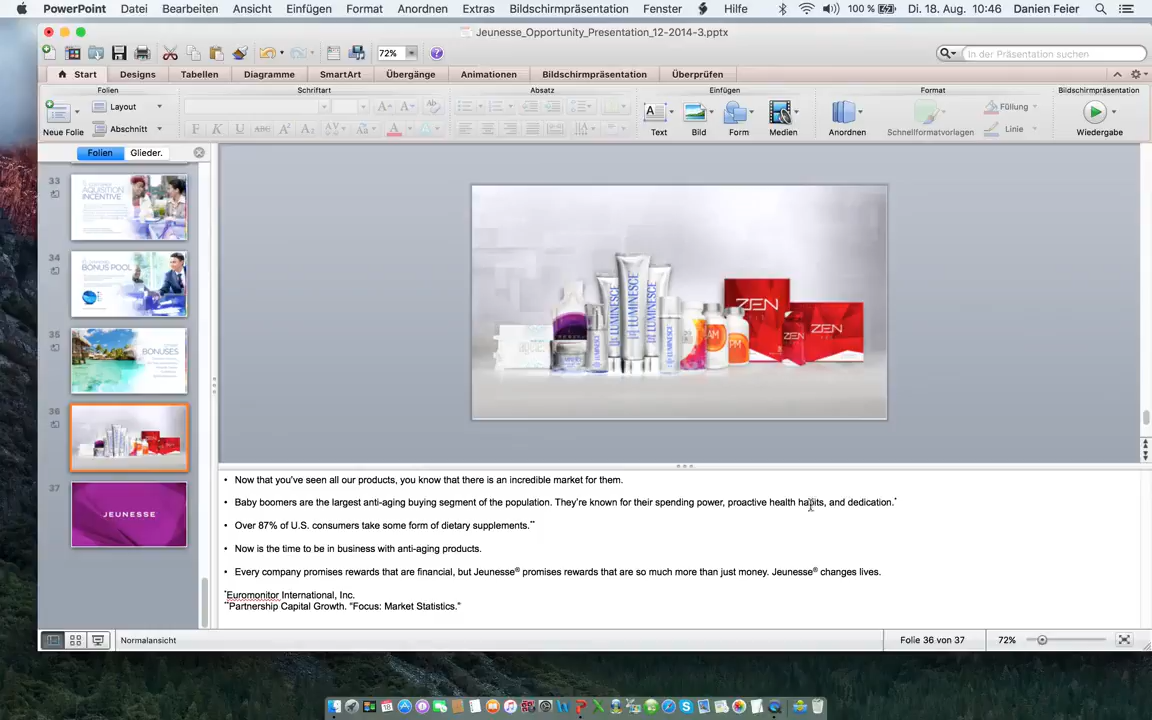 PowerPoint Datei Bearbeiten Ansicht Einfügen Format Anordnen Extras Bildschirmpräsentation Fenster Hilfe 100 % Di. 18. Aug. 10:46 Danien Feier
Jeunesse_Opportunity_Presentation_12-2014-3.pptx
72% In der Präsentation suchen
Start Designs Tabellen Diagramme SmartArt Übergänge Animationen Bildschirmpräsentation Überprüfen
Folien Schriftart Absatz Einfügen Format Bildschirmpräsentation
Layout Füllung
Abschnitt Linie
Neue Folie F K U ABC Text Bild Form Medien Anordnen Schnellformatvorlagen Wiedergabe
Folien Glieder.
33
AQUISITION
INCENTIVE
34
BONUS POOL
35
BONUSES
36
37
JEUNESSE
LUMINESCE
LUMINESCE
LUMINESCE
AM
PM
ZEN
ZEN
ZEN
• Now that you've seen all our products, you know that there is an incredible market for them.
• Baby boomers are the largest anti-aging buying segment of the population. They're known for their spending power, proactive health habits, and dedication.*
• Over 87% of U.S. consumers take some form of dietary supplements.**
• Now is the time to be in business with anti-aging products.
• Every company promises rewards that are financial, but Jeunesse® promises rewards that are so much more than just money. Jeunesse® changes lives.
*Euromonitor International, Inc.
**Partnership Capital Growth. "Focus: Market Statistics."
Normalansicht Folie 36 von 37 72%